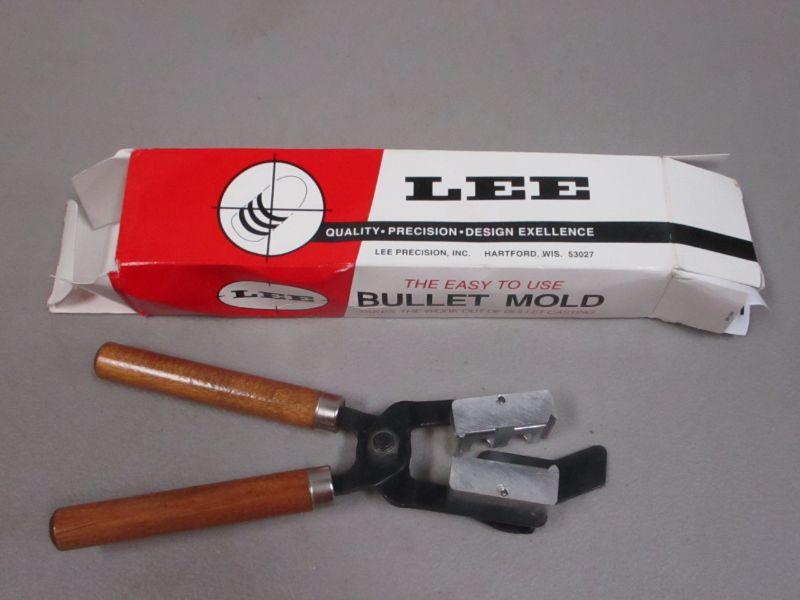 LEE
QUALITY • PRECISION • DESIGN EXELLENCE
LEE PRECISION, INC. HARTFORD, WIS. 53027
LEE
THE EASY TO USE
BULLET MOLD
TAKES THE WORK OUT OF BULLET CASTING